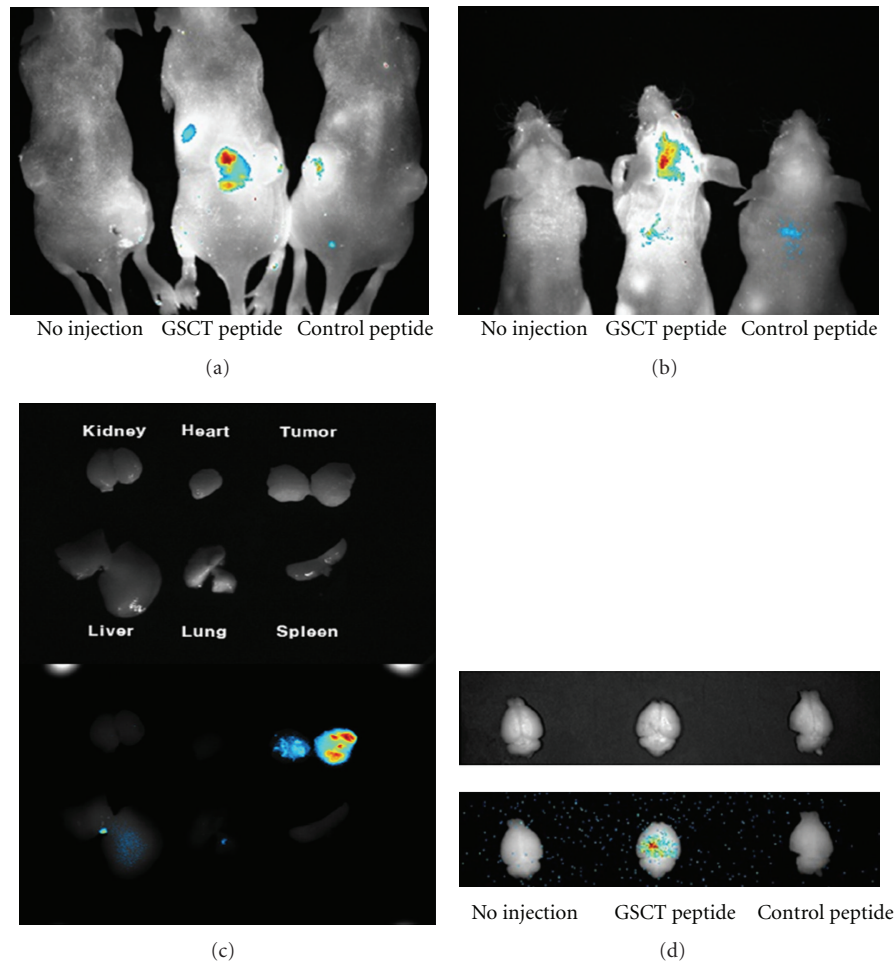 No injection GSCT peptide Control peptide
(a)
No injection GSCT peptide Control peptide
(b)
Kidney Heart Tumor
Liver Lung Spleen
(c)
No injection GSCT peptide Control peptide
(d)